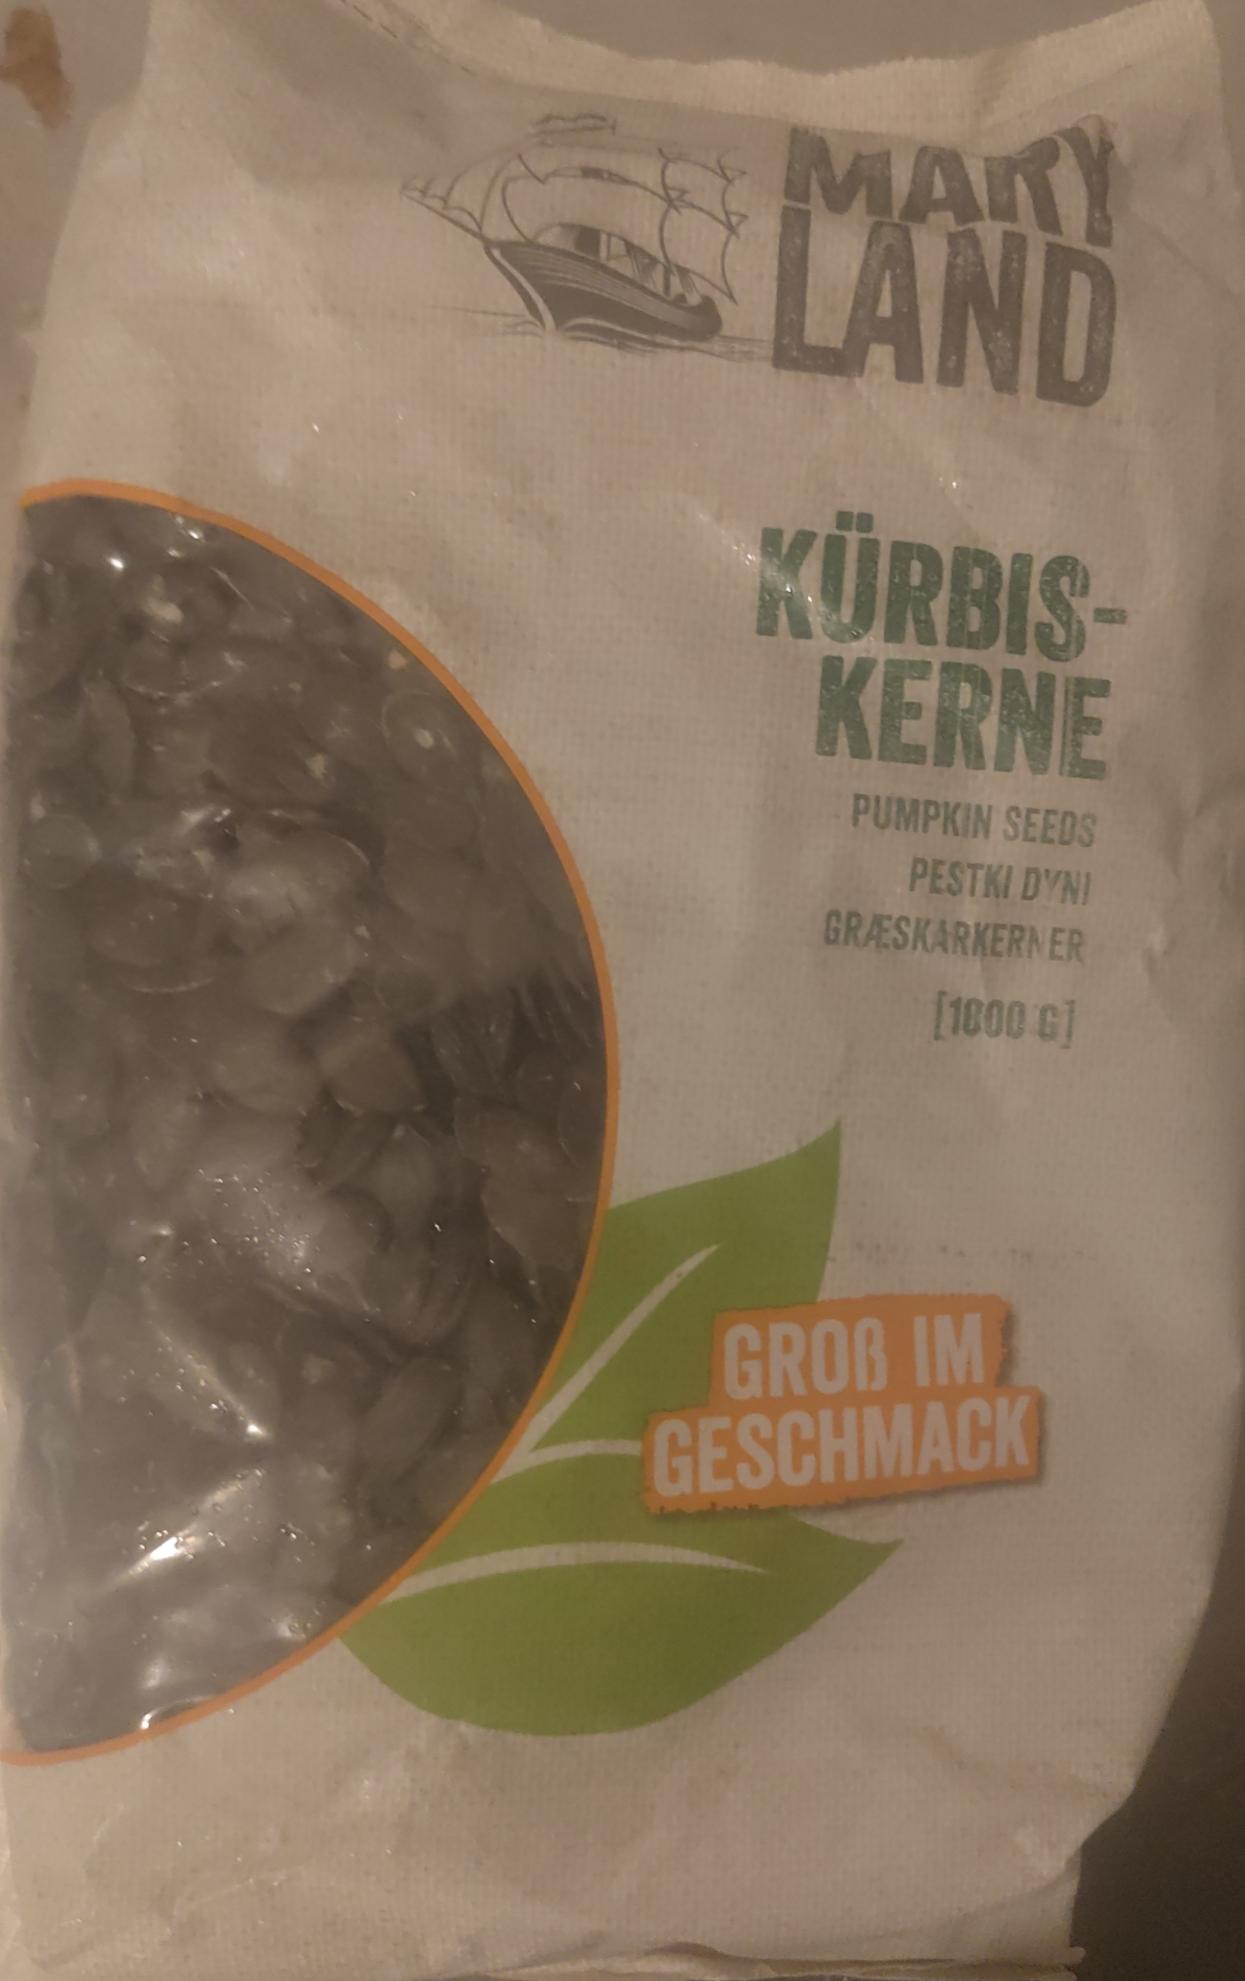 MARY
LAND
KÜRBIS-
KERNE
PUMPKIN SEEDS
PESTKI DYNI
GRÆSKARKERNER
[1000 G]
GROß IM
GESCHMACK